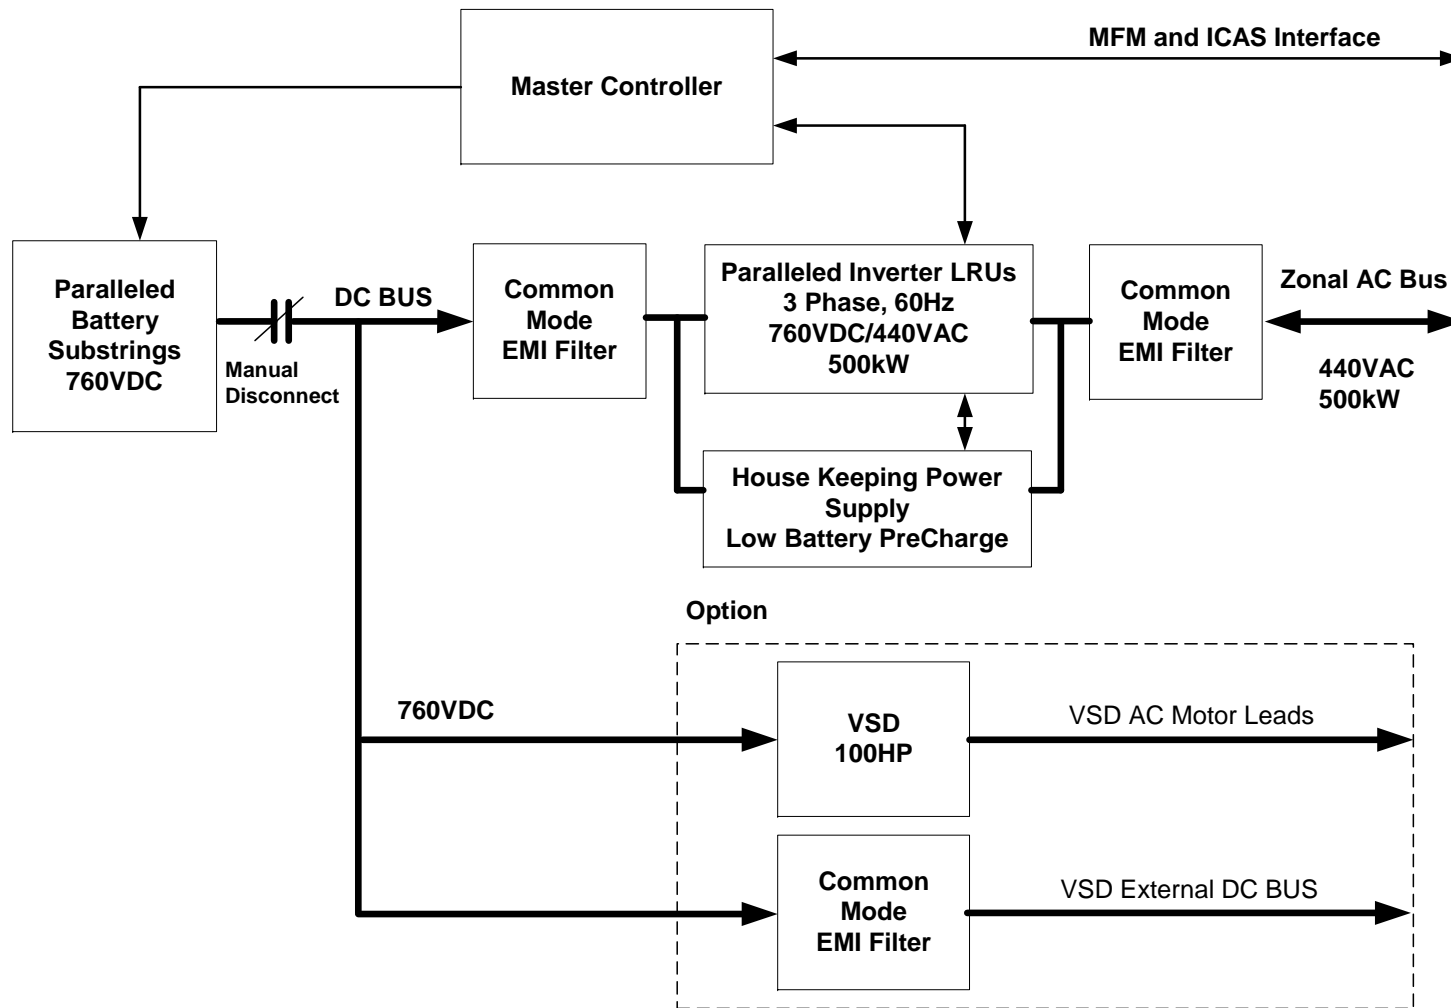 MFM and ICAS Interface
Master Controller
Paralleled
Battery
Substrings
760VDC
Manual
Disconnect
DC BUS
Common
Mode
EMI Filter
Paralleled Inverter LRUs
3 Phase, 60Hz
760VDC/440VAC
500kW
Common
Mode
EMI Filter
Zonal AC Bus
440VAC
500kW
House Keeping Power
Supply
Low Battery PreCharge
Option
760VDC
VSD
100HP
VSD AC Motor Leads
Common
Mode
EMI Filter
VSD External DC BUS